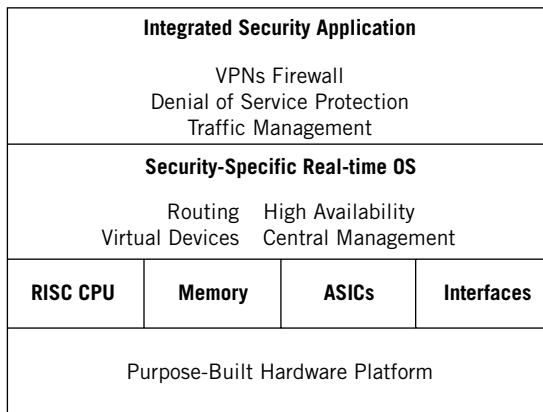 Integrated Security Application
VPNs Firewall
Denial of Service Protection
Traffic Management
Security-Specific Real-time OS
Routing High Availability
Virtual Devices Central Management
RISC CPU Memory ASICs Interfaces
Purpose-Built Hardware Platform